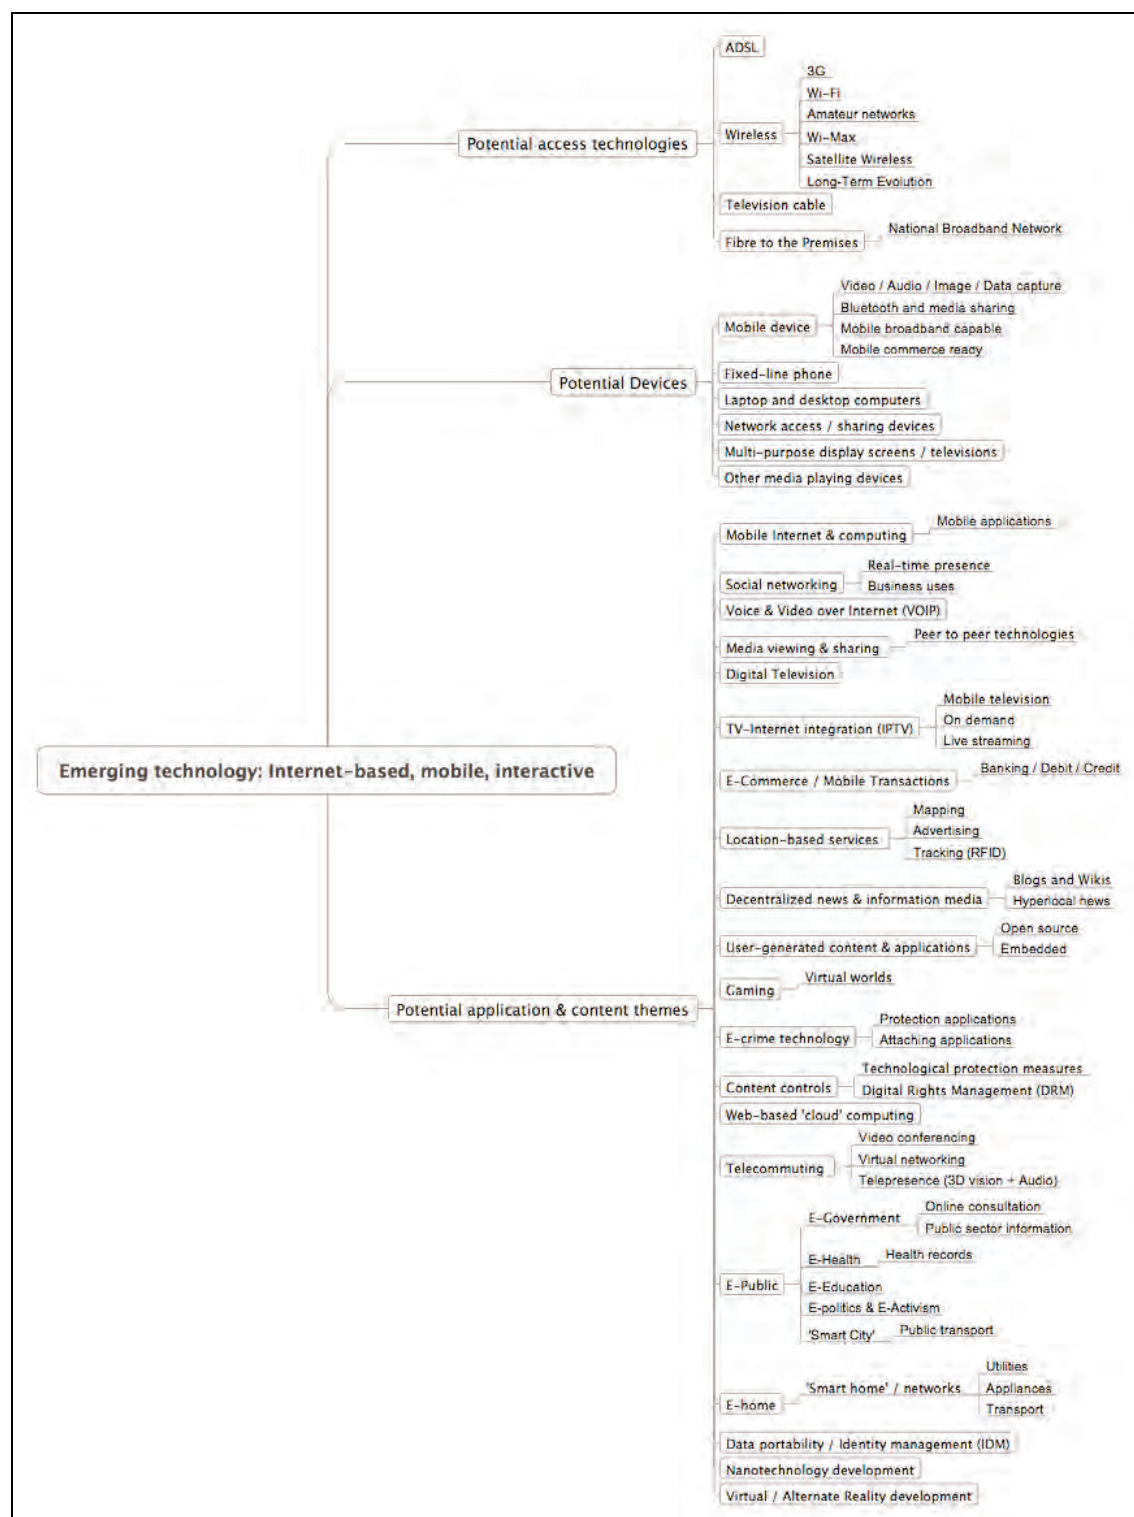 ADSL
3G
Wi-Fi
Amateur networks
Wireless
Wi-Max
Satellite Wireless
Long-Term Evolution
Potential access technologies
Television cable
Fibre to the Premises
National Broadband Network
Video / Audio / Image / Data capture
Bluetooth and media sharing
Mobile device
Mobile broadband capable
Mobile commerce ready
Fixed-line phone
Potential Devices
Laptop and desktop computers
Network access / sharing devices
Multi-purpose display screens / televisions
Other media playing devices
Mobile Internet & computing
Mobile applications
Social networking
Real-time presence
Business uses
Voice & Video over Internet (VOIP)
Media viewing & sharing
Peer to peer technologies
Digital Television
TV-Internet integration (IPTV)
Mobile television
On demand
Live streaming
Emerging technology: Internet-based, mobile, interactive
E-Commerce / Mobile Transactions
Banking / Debit / Credit
Location-based services
Mapping
Advertising
Tracking (RFID)
Decentralized news & information media
Blogs and Wikis
Hyperlocal news
User-generated content & applications
Open source
Embedded
Gaming
Virtual worlds
Potential application & content themes
E-crime technology
Protection applications
Attaching applications
Content controls
Technological protection measures
Digital Rights Management (DRM)
Web-based 'cloud' computing
Telecommuting
Video conferencing
Virtual networking
Telepresence (3D vision + Audio)
E-Public
E-Government
Online consultation
Public sector information
E-Health
Health records
E-Education
E-politics & E-Activism
'Smart City'
Public transport
E-home
'Smart home' / networks
Utilities
Appliances
Transport
Data portability / Identity management (IDM)
Nanotechnology development
Virtual / Alternate Reality development